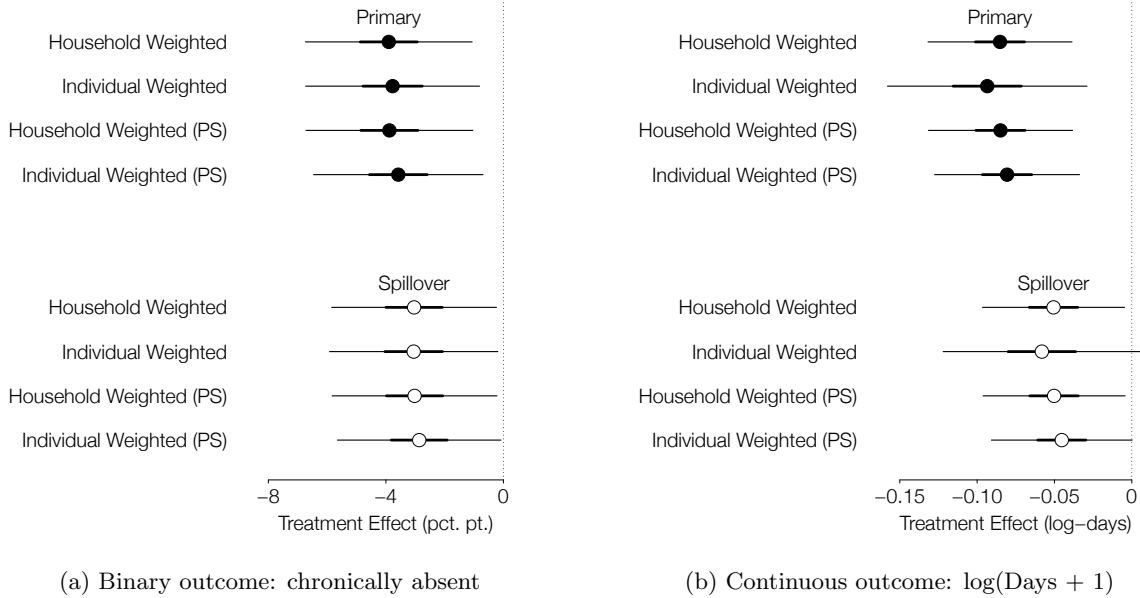 Primary
Household Weighted
Individual Weighted
Household Weighted (PS)
Individual Weighted (PS)
Spillover
Household Weighted
Individual Weighted
Household Weighted (PS)
Individual Weighted (PS)
−8 −4 0
Treatment Effect (pct. pt.)
(a) Binary outcome: chronically absent
Primary
Household Weighted
Individual Weighted
Household Weighted (PS)
Individual Weighted (PS)
Spillover
Household Weighted
Individual Weighted
Household Weighted (PS)
Individual Weighted (PS)
−0.15 −0.10 −0.05 0
Treatment Effect (log−days)
(b) Continuous outcome: log(Days + 1)